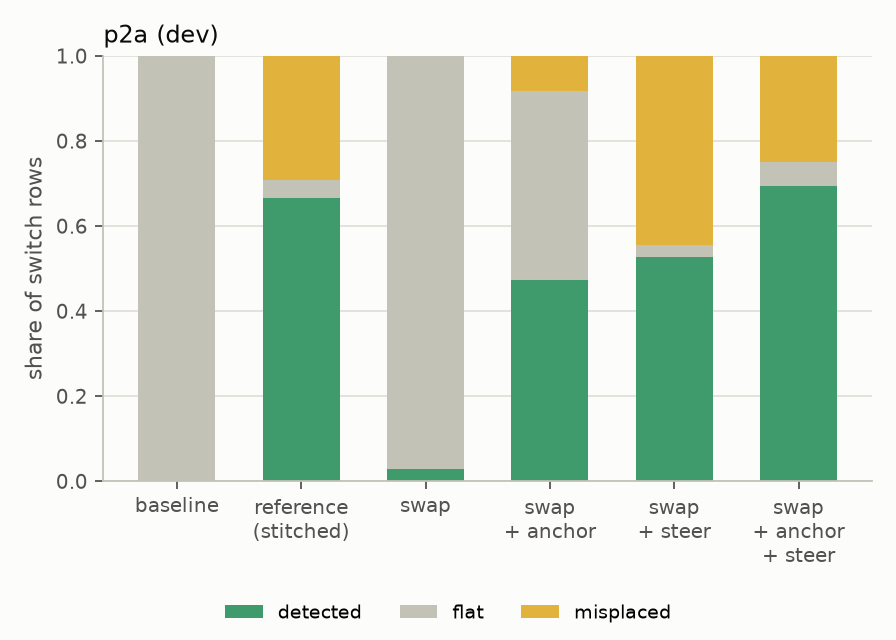 p2a (dev)
share of switch rows
1.0
0.8
0.6
0.4
0.2
0.0
baseline
reference
(stitched)
swap
swap
+ anchor
swap
+ steer
swap
+ anchor
+ steer
detected
flat
misplaced